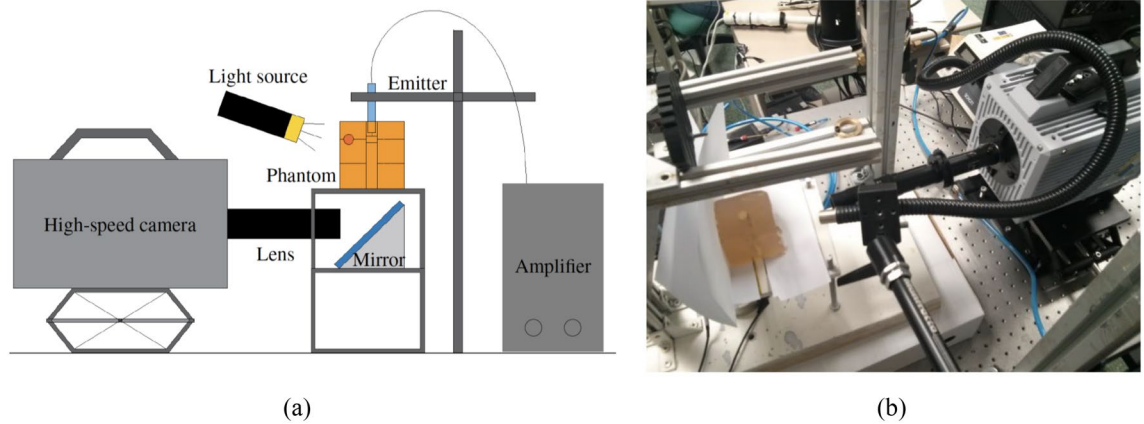 Light source
Emitter
Phantom
High-speed camera
Lens
Mirror
Amplifier
(a)
(b)